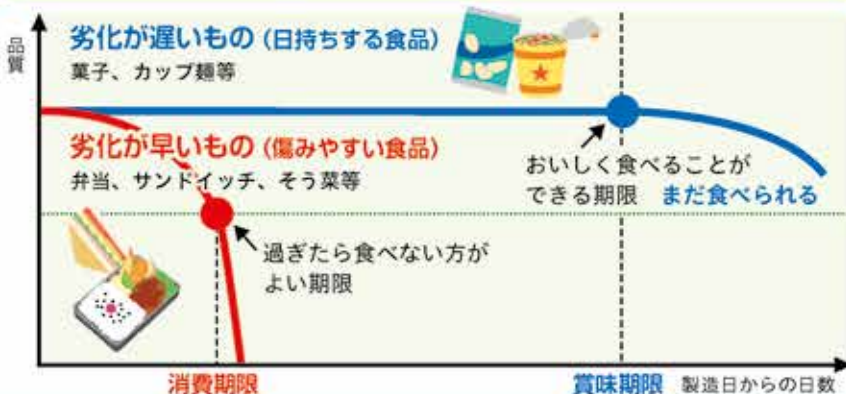 品質
劣化が遅いもの（日持ちする食品）
菓子、カップ麺等
劣化が早いもの（傷みやすい食品）
弁当、サンドイッチ、そう菜等
おいしく食べることが
できる期限　まだ食べられる
過ぎたら食べない方が
よい期限
消費期限
賞味期限　製造日からの日数